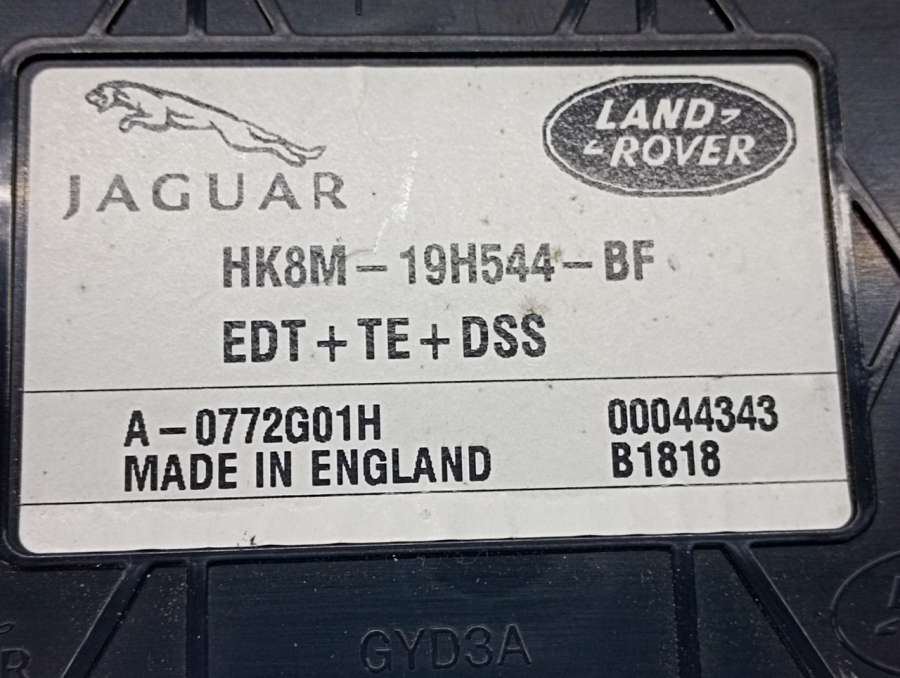 JAGUAR
LAND
ROVER
HK8M-19H544-BF
EDT+TE+DSS
A-0772G01H
00044343
MADE IN ENGLAND
B1818
GYD3A